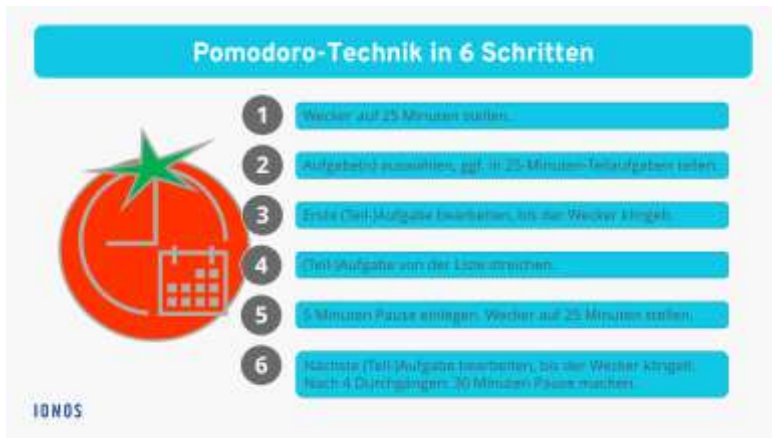 Pomodoro-Technik in 6 Schritten
1
Wecker auf 25 Minuten stellen.
2
Aufgabe(n) auswählen, ggf. in 25-Minuten-Teilaufgaben teilen.
3
Erste (Teil-)Aufgabe bearbeiten, bis der Wecker klingelt.
4
(Teil-)Aufgabe von der Liste streichen.
5
5 Minuten Pause einlegen. Wecker auf 25 Minuten stellen.
6
Nächste (Teil-)Aufgabe bearbeiten, bis der Wecker klingelt.
Nach 4 Durchgängen: 30 Minuten Pause machen.
IONOS